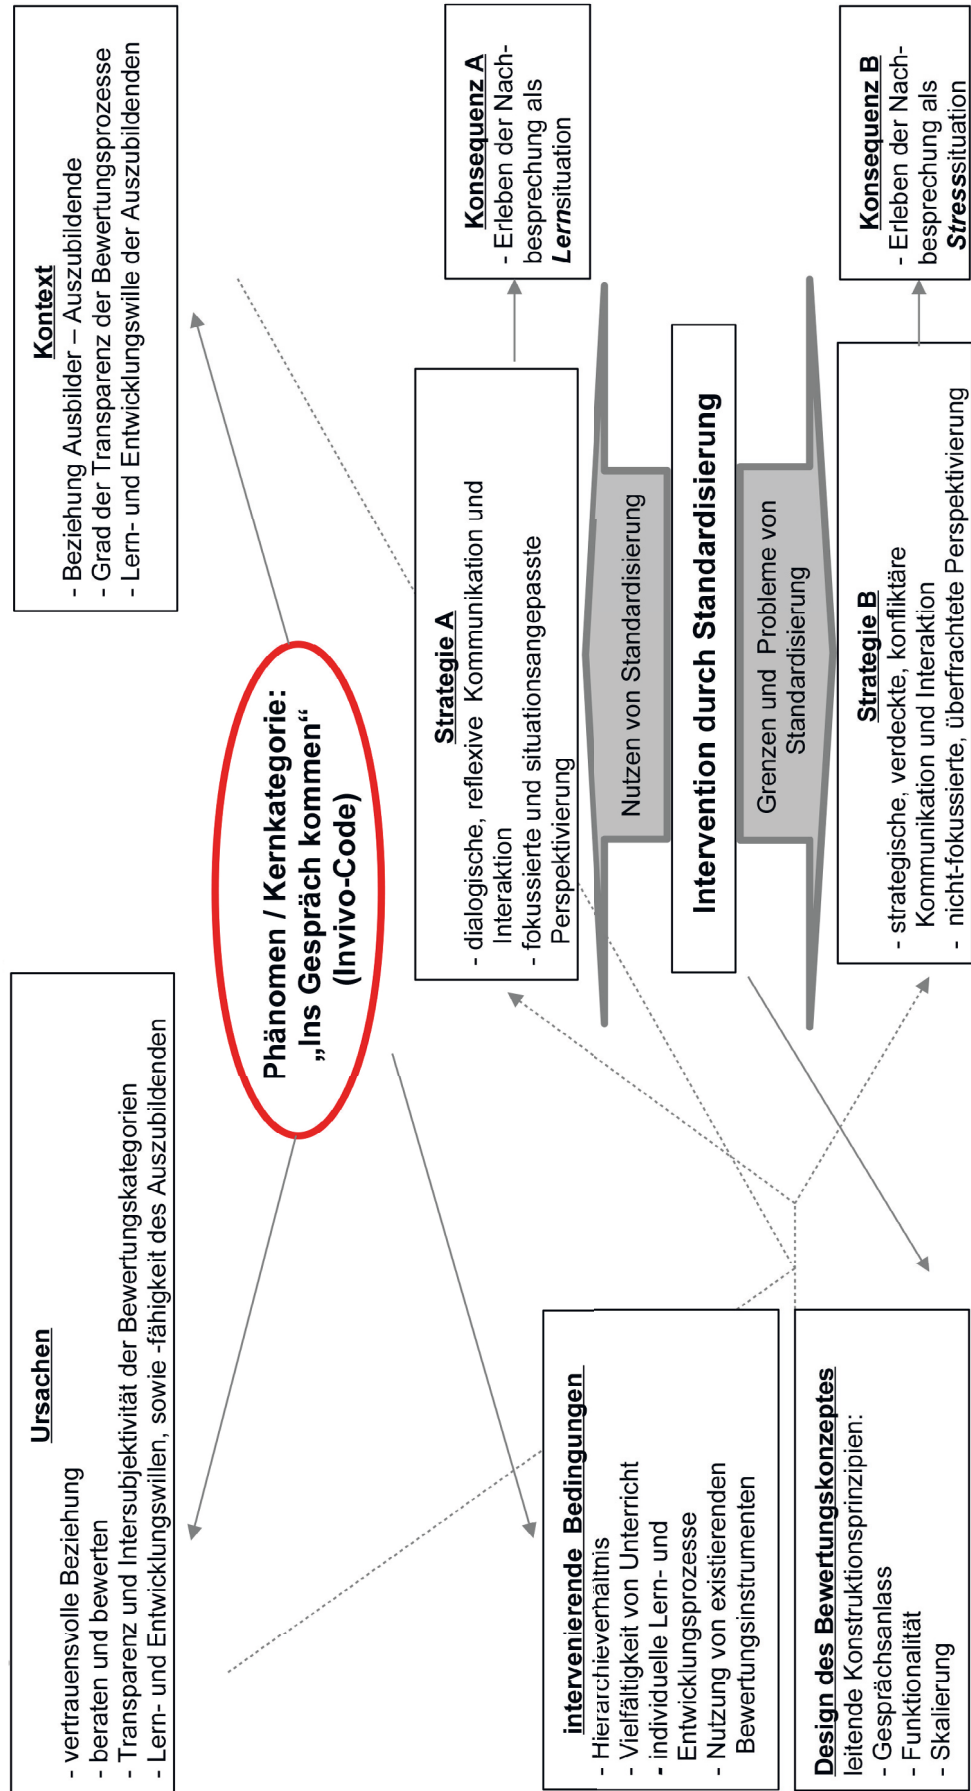 Ursachen
- vertrauensvolle Beziehung
- beraten und bewerten
- Transparenz und Intersubjektivität der Bewertungskategorien
- Lern- und Entwicklungswillen, sowie -fähigkeit des Auszubildenden
Kontext
- Beziehung Ausbilder – Auszubildende
- Grad der Transparenz der Bewertungsprozesse
- Lern- und Entwicklungswille der Auszubildenden
Phänomen / Kernkategorie:
„Ins Gespräch kommen“
(Invivo-Code)
intervenierende Bedingungen
- Hierarchieverhältnis
- Vielfältigkeit von Unterricht
- individuelle Lern- und
Entwicklungsprozesse
- Nutzung von existierenden
Bewertungsinstrumenten
Strategie A
- dialogische, reflexive Kommunikation und
Interaktion
- fokussierte und situationsangepasste
Perspektivierung
Konsequenz A
- Erleben der Nach-
besprechung als
Lernsituation
Nutzen von Standardisierung
Intervention durch Standardisierung
Grenzen und Probleme von
Standardisierung
Design des Bewertungskonzeptes
leitende Konstruktionsprinzipien:
- Gesprächsanlass
- Funktionalität
- Skalierung
Strategie B
- strategische, verdeckte, konfliktäre
Kommunikation und Interaktion
- nicht-fokussierte, überfrachtete Perspektivierung
Konsequenz B
- Erleben der Nach-
besprechung als
Stresssituation